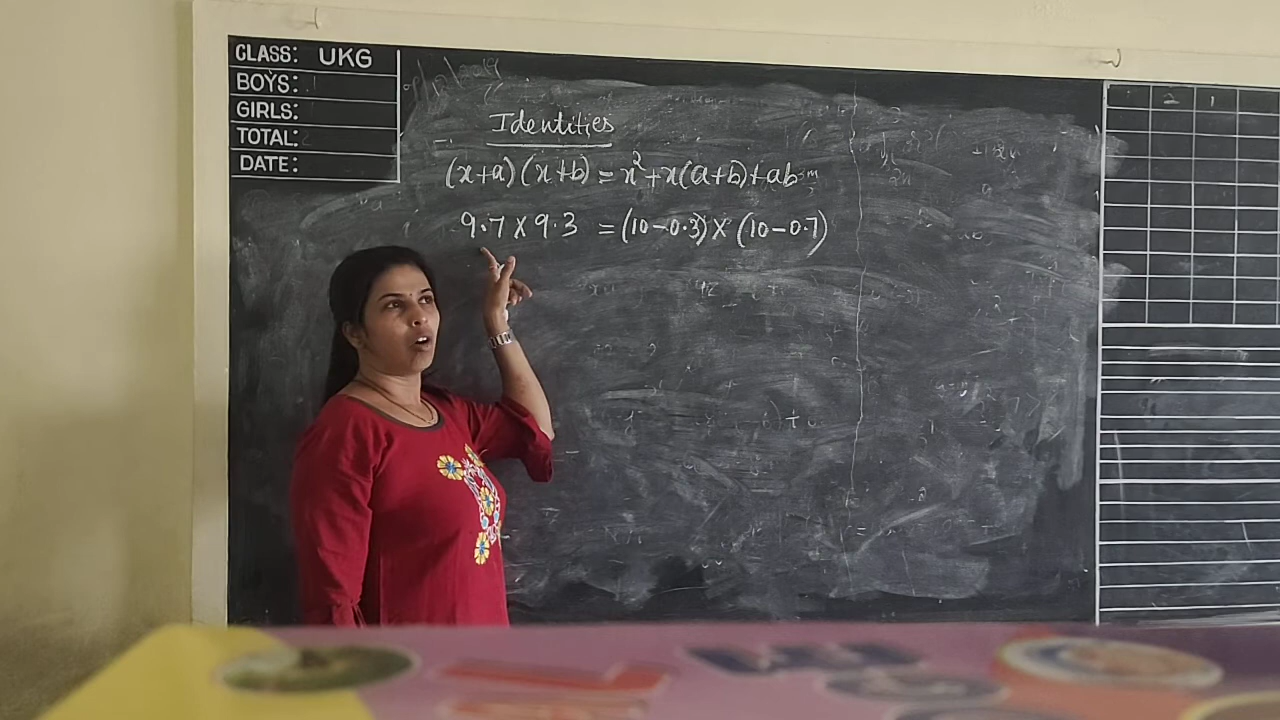 CLASS: UKG
BOYS:
GIRLS:
TOTAL:
DATE:
Identities
(x+a)(x+b) = x²+x(a+b)+ab
9.7 × 9.3 = (10-0.3) × (10-0.7)